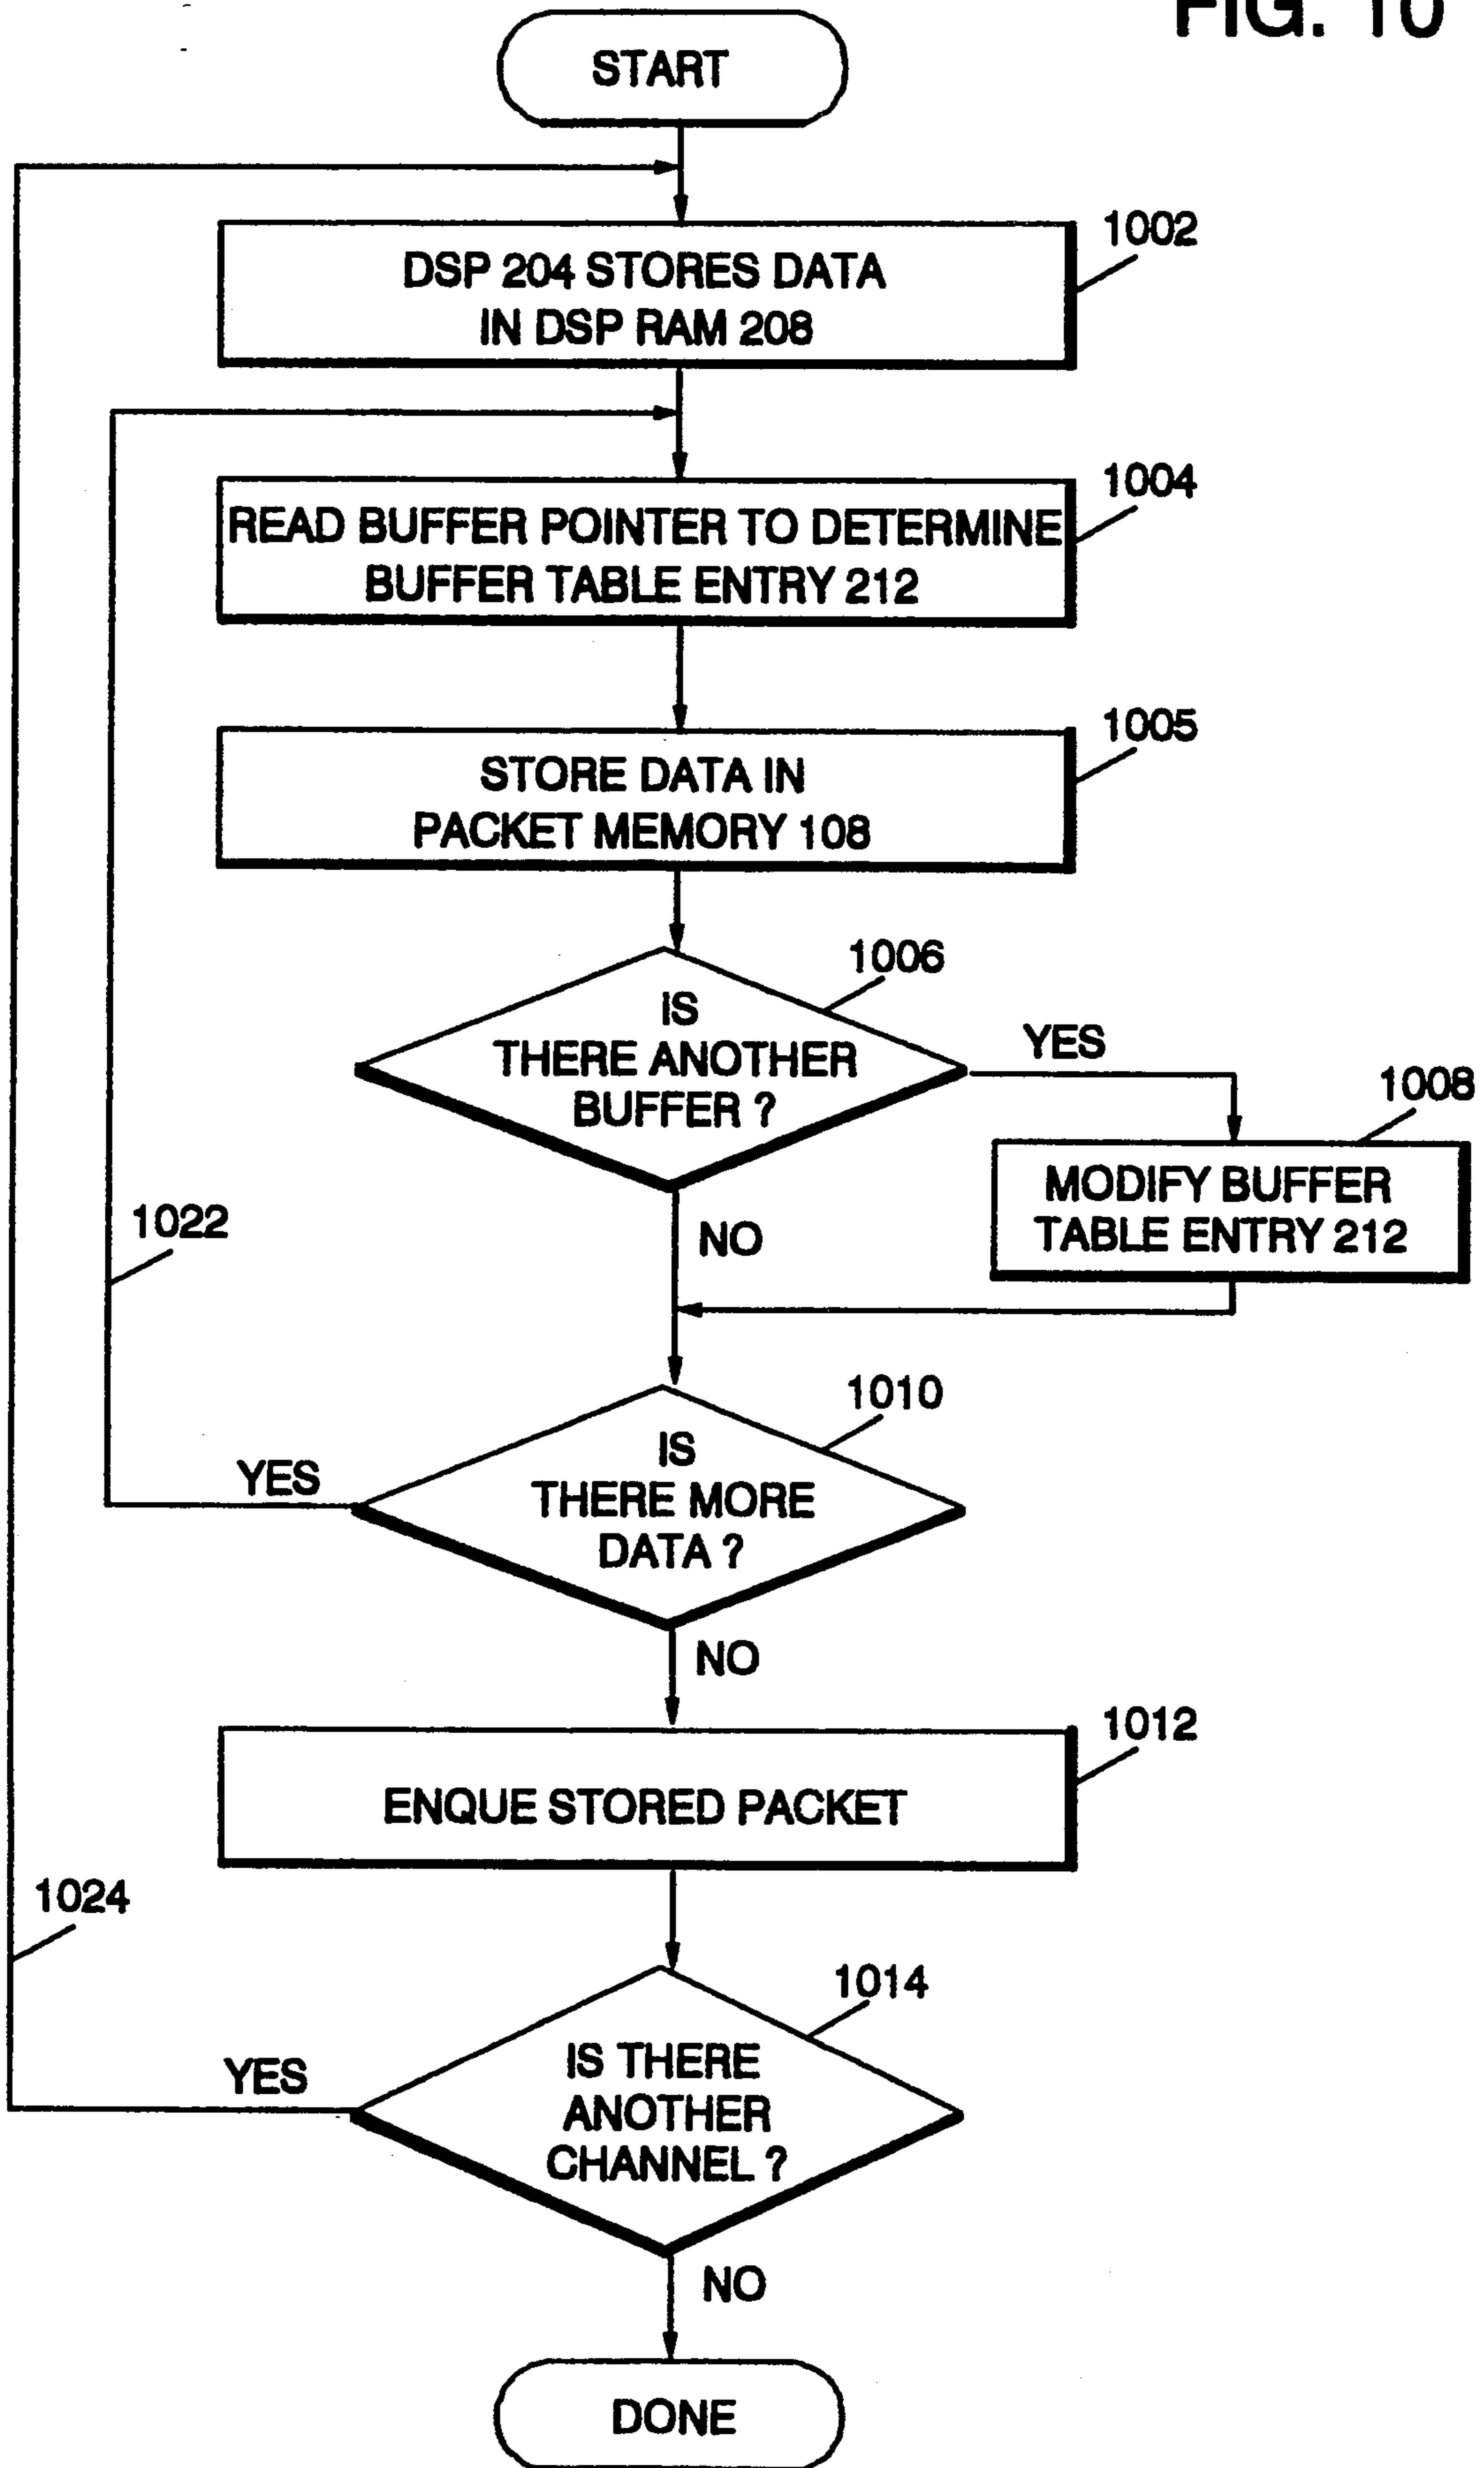 FIG. 10
START
1002
DSP 204 STORES DATA
IN DSP RAM 208
1004
READ BUFFER POINTER TO DETERMINE
BUFFER TABLE ENTRY 212
1005
STORE DATA IN
PACKET MEMORY 108
1006
IS
THERE ANOTHER
BUFFER ?
YES
1008
MODIFY BUFFER
TABLE ENTRY 212
NO
1022
1010
IS
THERE MORE
DATA ?
YES
NO
1012
ENQUE STORED PACKET
1024
1014
IS THERE
ANOTHER
CHANNEL ?
YES
NO
DONE